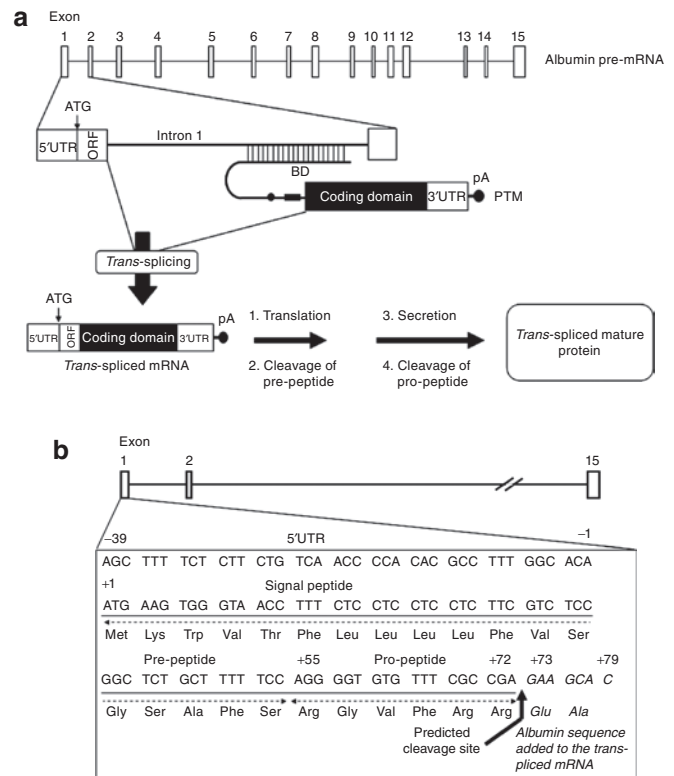 a
Exon
1 2 3 4 5 6 7 8 9 10 11 12 13 14 15
Albumin pre-mRNA
ATG
5′UTR ORF Intron 1
BD
pA
Coding domain 3′UTR PTM
Trans-splicing
ATG
pA
5′UTR ORF Coding domain 3′UTR
Trans-spliced mRNA
1. Translation
2. Cleavage of
pre-peptide
3. Secretion
4. Cleavage of
pro-peptide
Trans-spliced mature
protein
b
Exon
1 2 15
–39 5′UTR –1
AGC TTT TCT CTT CTG TCA ACC CCA CAC GCC TTT GGC ACA
+1 Signal peptide
ATG AAG TGG GTA ACC TTT CTC CTC CTC CTC TTC GTC TCC
Met Lys Trp Val Thr Phe Leu Leu Leu Leu Phe Val Ser
Pre-peptide +55 Pro-peptide +72 +73 +79
GGC TCT GCT TTT TCC AGG GGT GTG TTT CGC CGA GAA GCA C
Gly Ser Ala Phe Ser Arg Gly Val Phe Arg Arg Glu Ala
Predicted
cleavage site
Albumin sequence
added to the trans-
pliced mRNA